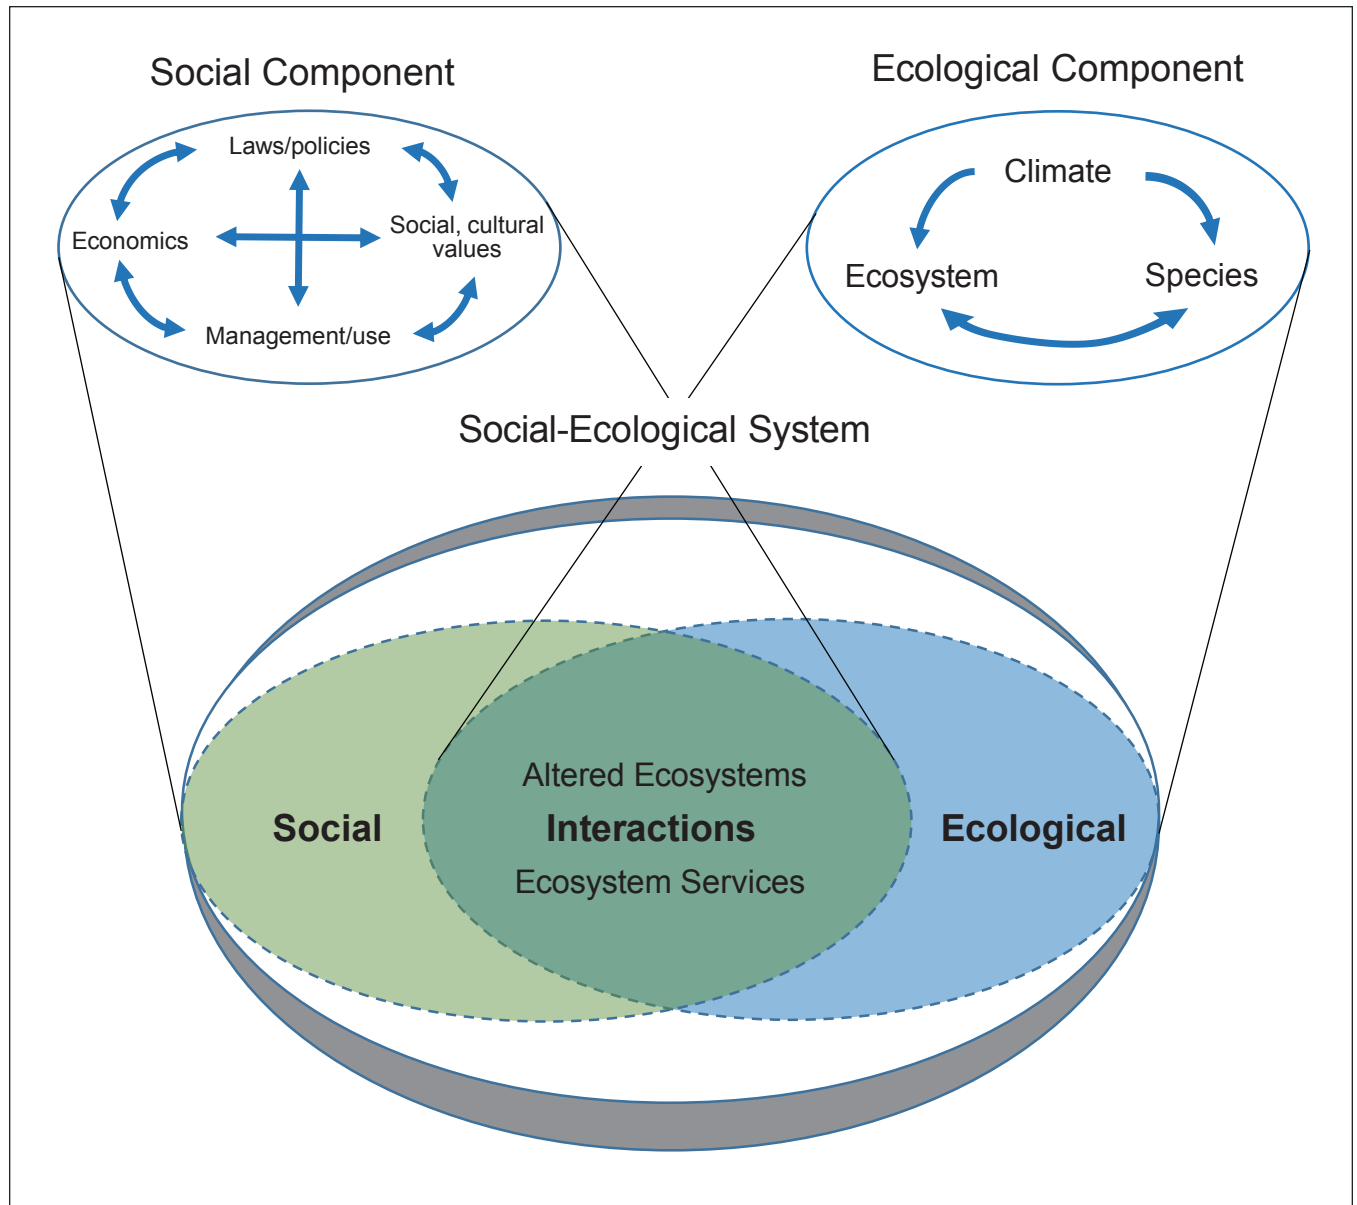 Social Component
Laws/policies
Economics
Social, cultural
values
Management/use
Ecological Component
Climate
Ecosystem
Species
Social-Ecological System
Altered Ecosystems
Social
Interactions
Ecological
Ecosystem Services